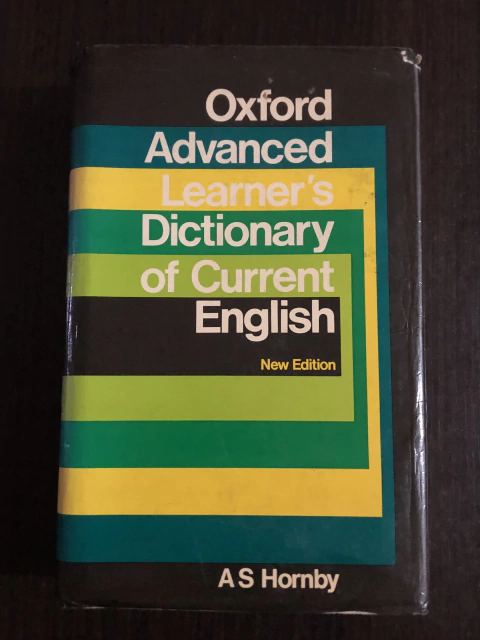 Oxford
Advanced
Learner's
Dictionary
of Current
English
New Edition
A S Hornby